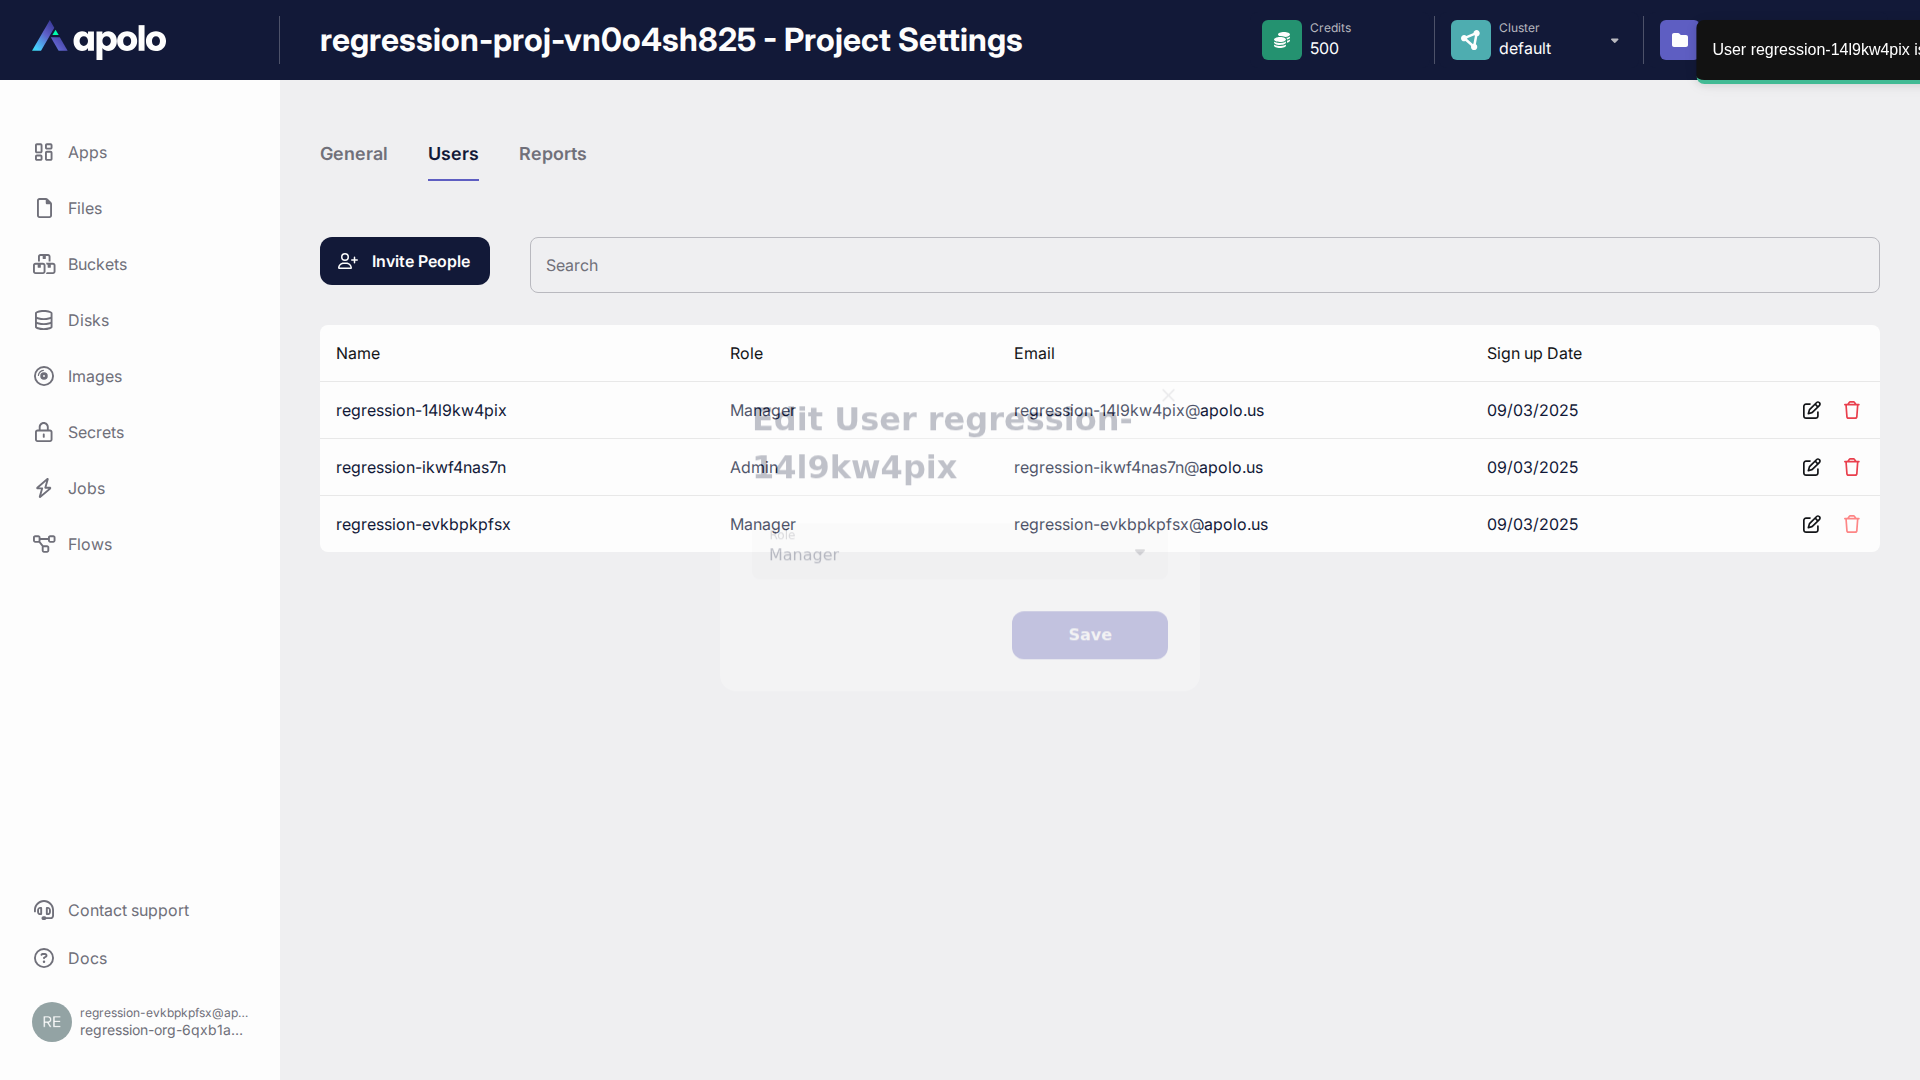 apolo
regression-proj-vn0o4sh825 - Project Settings
Credits
500
Cluster
default
User regression-14l9kw4pix is
Apps
Files
Buckets
Disks
Images
Secrets
Jobs
Flows
General
Users
Reports
Invite People
Search
Name Role Email Sign up Date
regression-14l9kw4pix Manager regression-14l9kw4pix@apolo.us 09/03/2025
regression-ikwf4nas7n Admin regression-ikwf4nas7n@apolo.us 09/03/2025
regression-evkbpkpfsx Manager regression-evkbpkpfsx@apolo.us 09/03/2025
Edit User regression-
14l9kw4pix
Role
Manager
Save
Contact support
Docs
RE
regression-evkbpkpfsx@ap...
regression-org-6qxb1a...